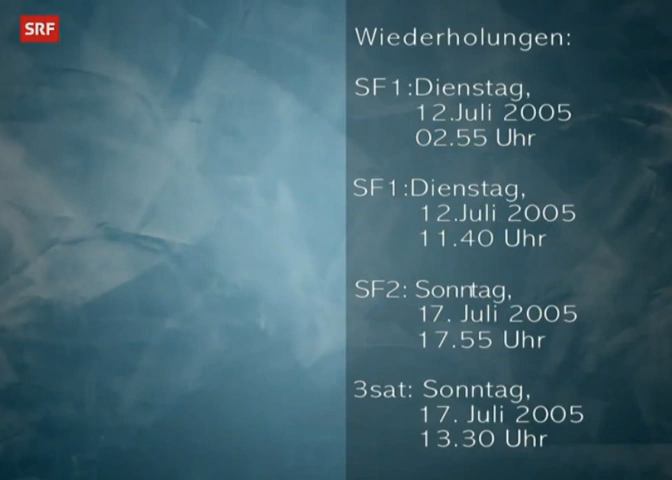 SRF
Wiederholungen:
SF1:Dienstag,
12.Juli 2005
02.55 Uhr
SF1:Dienstag,
12.Juli 2005
11.40 Uhr
SF2: Sonntag,
17. Juli 2005
17.55 Uhr
3sat: Sonntag,
17. Juli 2005
13.30 Uhr